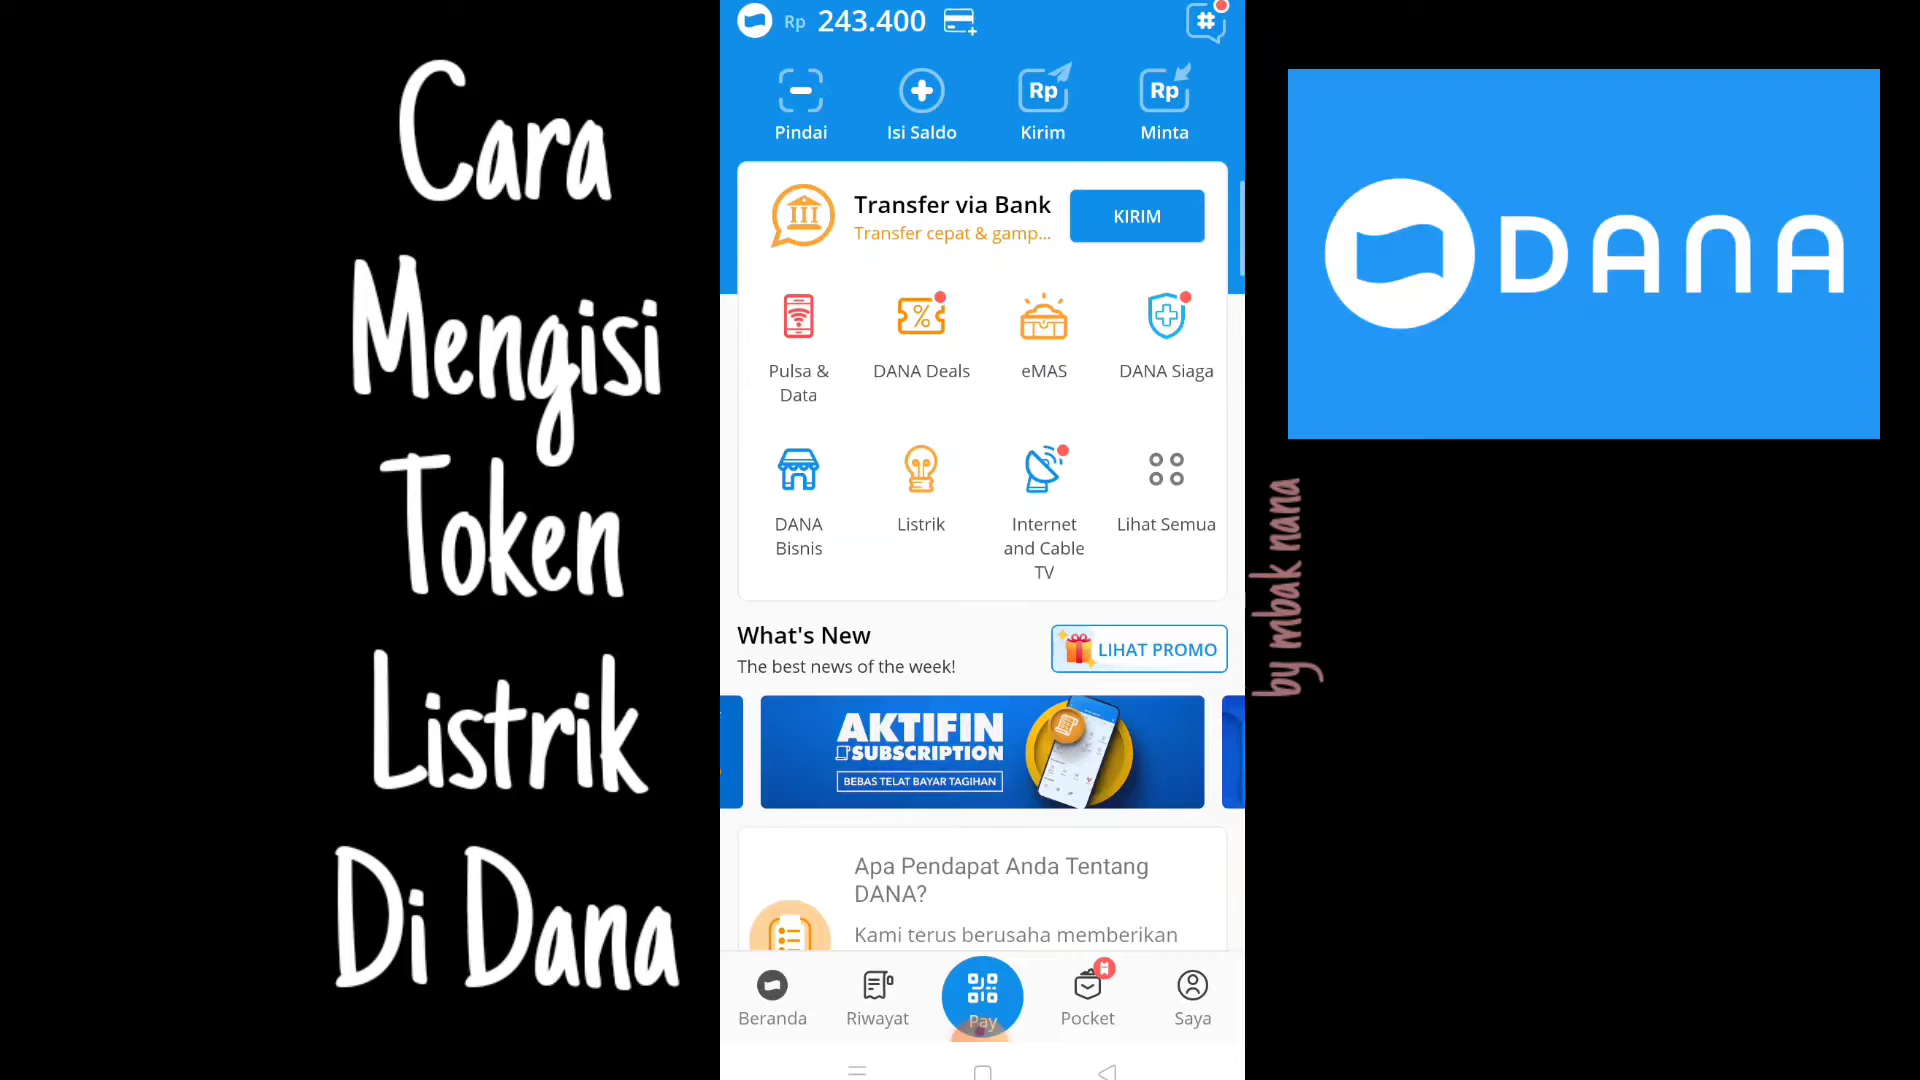 Cara
Mengisi
Token
Listrik
Di Dana
Rp 243.400
#
Pindai
Isi Saldo
Rp
Kirim
Rp
Minta
Transfer via Bank
Transfer cepat & gamp...
KIRIM
Pulsa &
Data
DANA Deals
eMAS
DANA Siaga
DANA
Bisnis
Listrik
Internet
and Cable
TV
Lihat Semua
What's New
The best news of the week!
LIHAT PROMO
AKTIFIN
SUBSCRIPTION
BEBAS TELAT BAYAR TAGIHAN
Apa Pendapat Anda Tentang
DANA?
Kami terus berusaha memberikan
Beranda
Riwayat
Pay
Pocket
Saya
DANA
by mbak nana